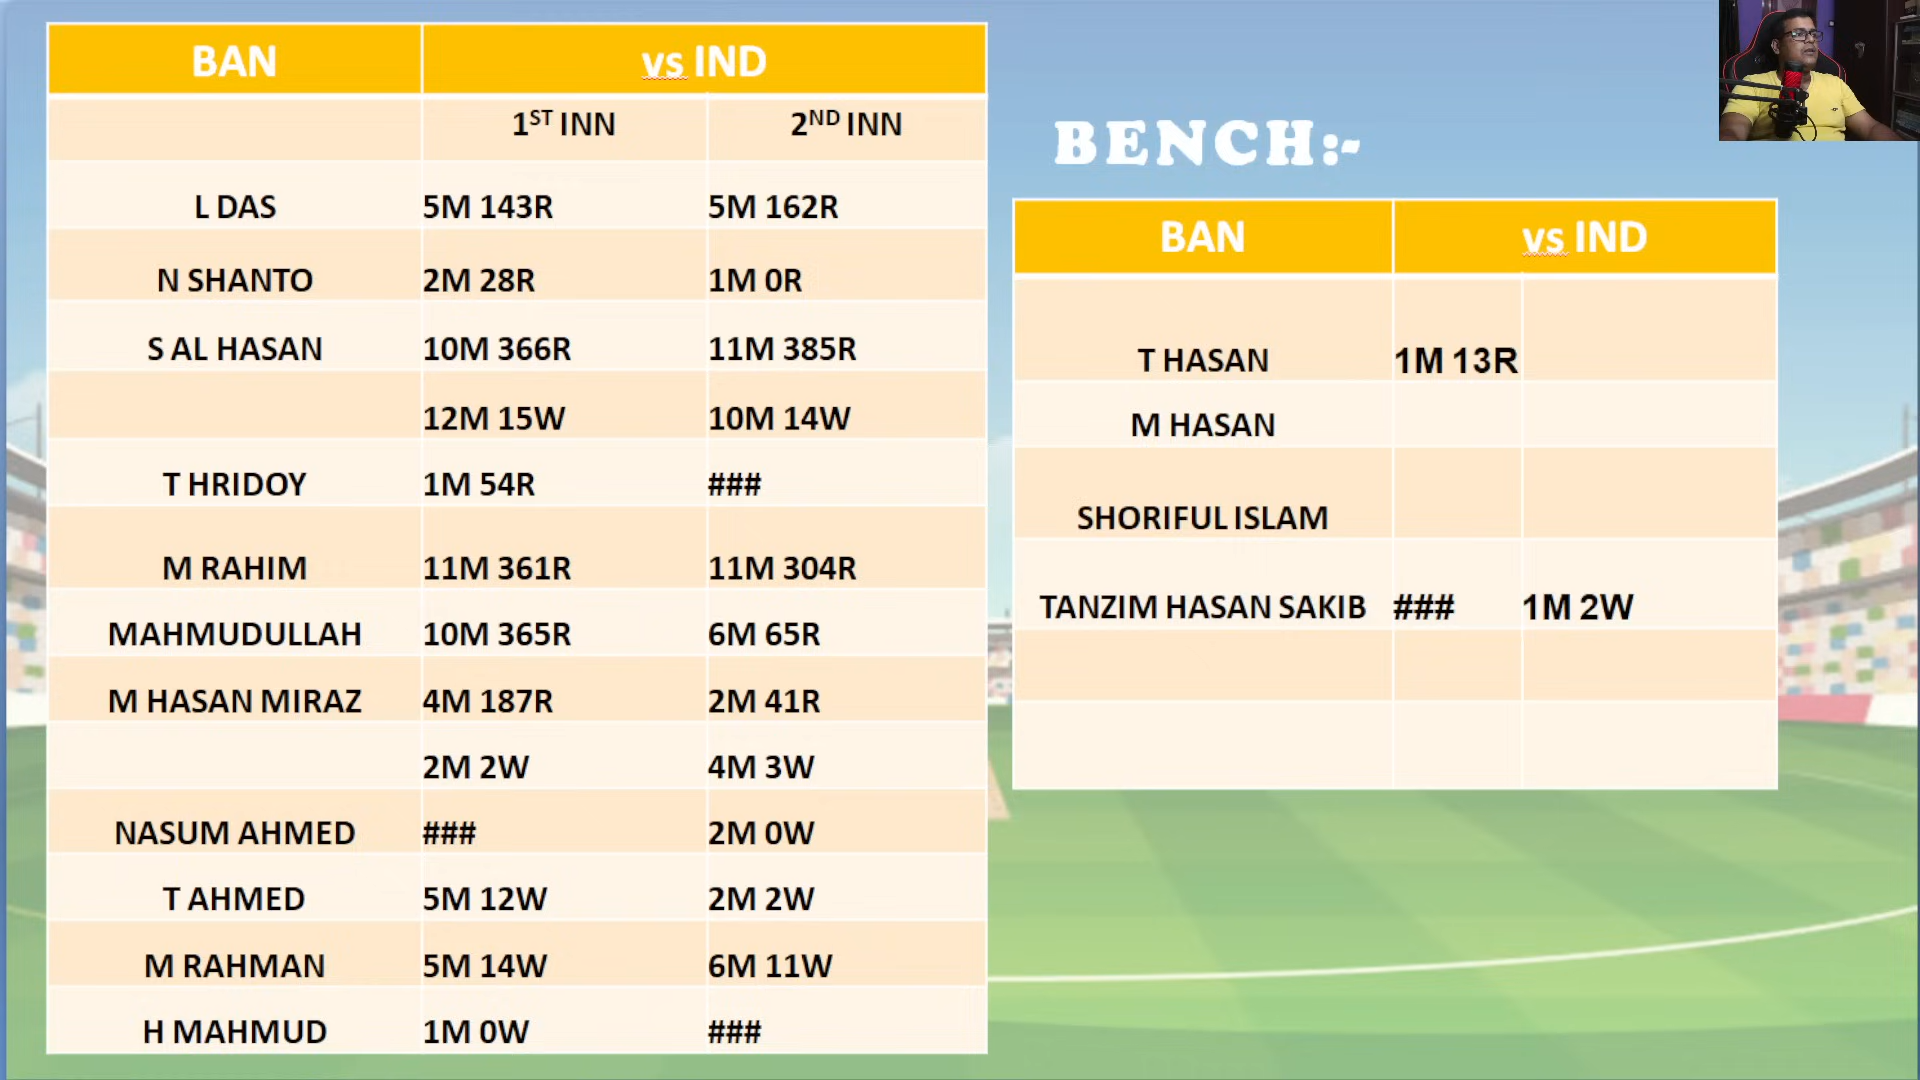 BAN vs IND
1ST INN 2ND INN
L DAS 5M 143R 5M 162R
N SHANTO 2M 28R 1M 0R
S AL HASAN 10M 366R 11M 385R
12M 15W 10M 14W
T HRIDOY 1M 54R ###
M RAHIM 11M 361R 11M 304R
MAHMUDULLAH 10M 365R 6M 65R
M HASAN MIRAZ 4M 187R 2M 41R
2M 2W 4M 3W
NASUM AHMED ### 2M 0W
T AHMED 5M 12W 2M 2W
M RAHMAN 5M 14W 6M 11W
H MAHMUD 1M 0W ###
BENCH:-
BAN vs IND
T HASAN 1M 13R
M HASAN
SHORIFUL ISLAM
TANZIM HASAN SAKIB ### 1M 2W